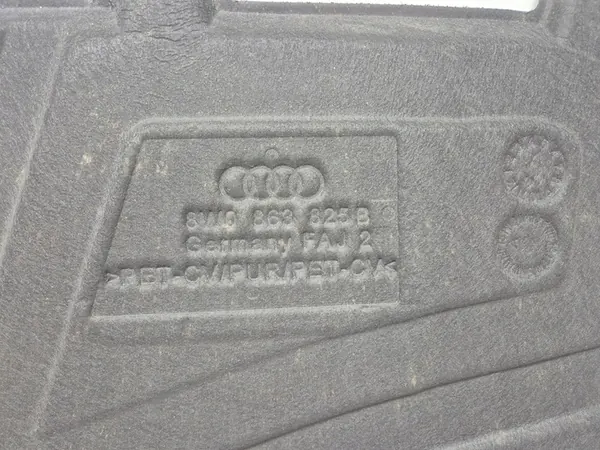 8W0 863 825 B
Germany FAJ 2
>PET-CV/PUR/PET-CV<